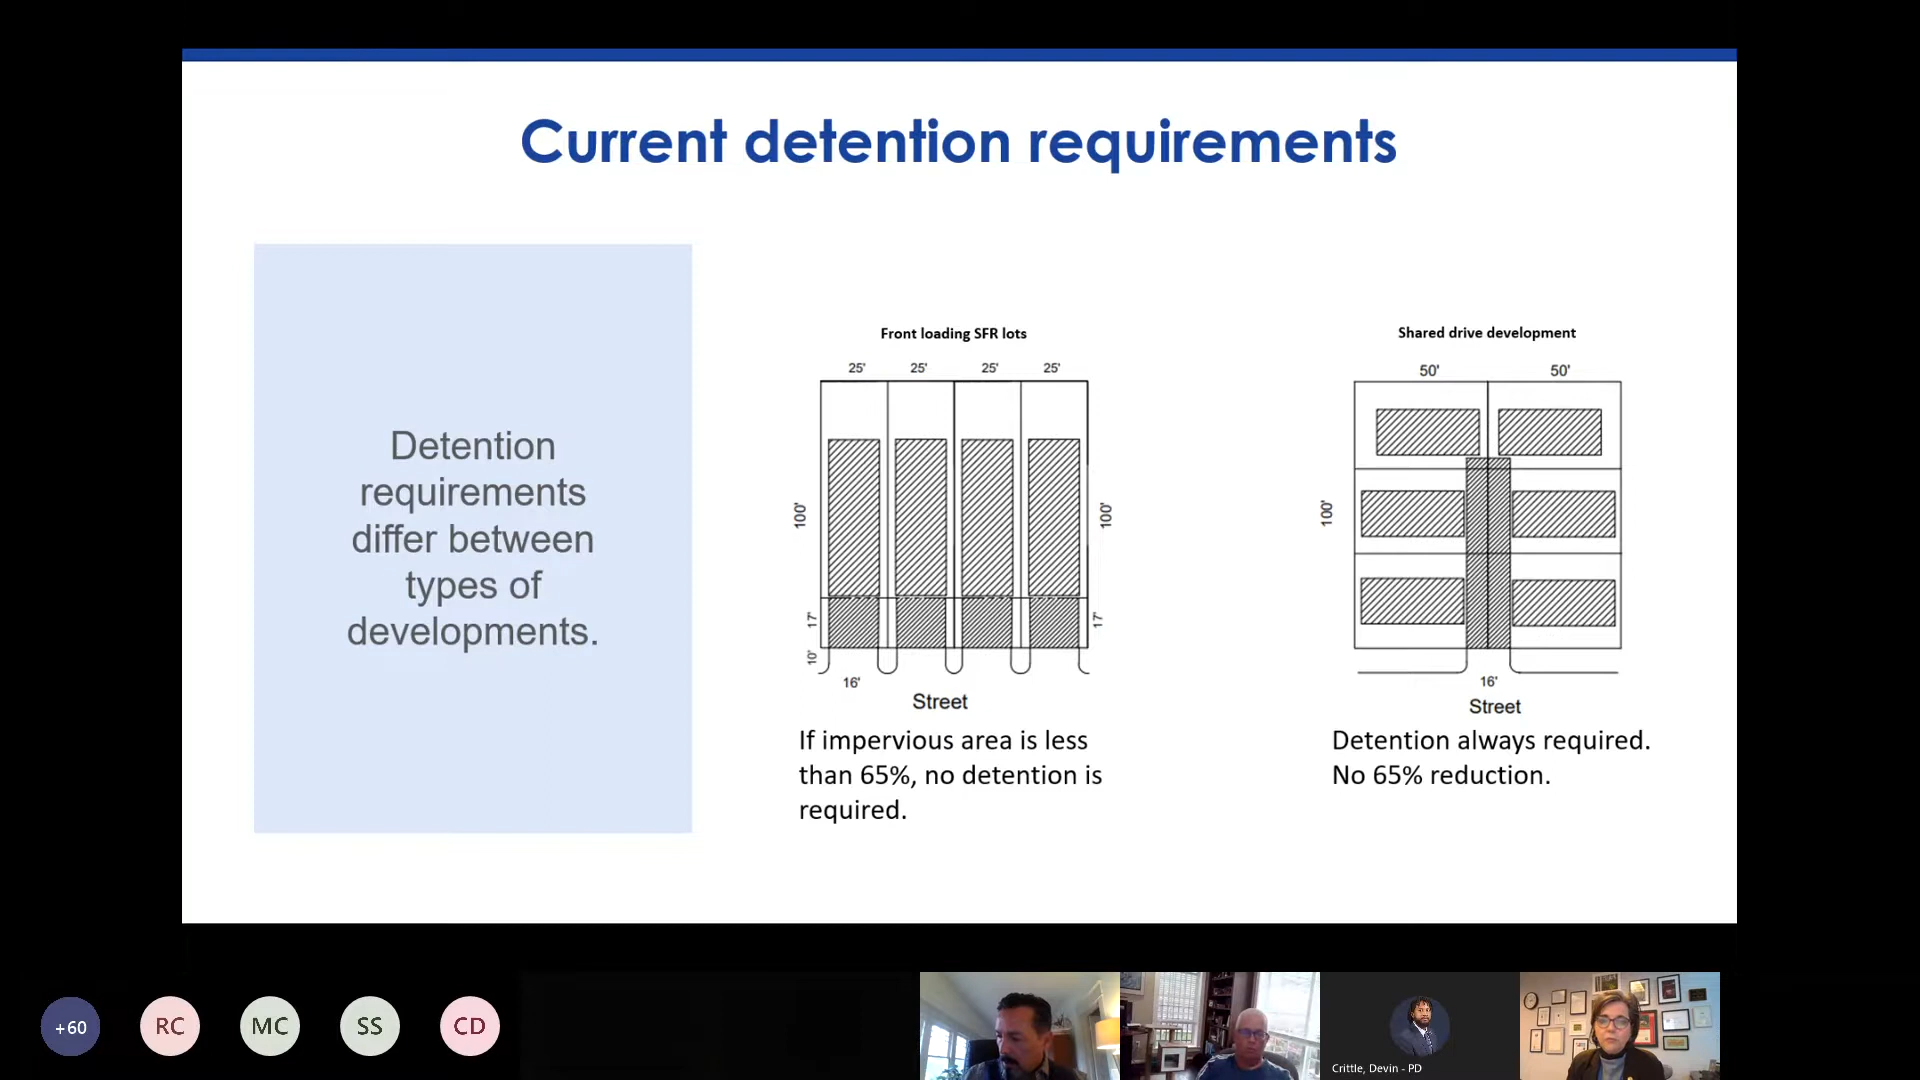 Current detention requirements
Detention
requirements
differ between
types of
developments.
Front loading SFR lots
25' 25' 25' 25'
100' 100'
17' 17'
10'
16'
Street
If impervious area is less
than 65%, no detention is
required.
Shared drive development
50' 50'
100'
16'
Street
Detention always required.
No 65% reduction.
+60 RC MC SS CD
Crittle, Devin - PD